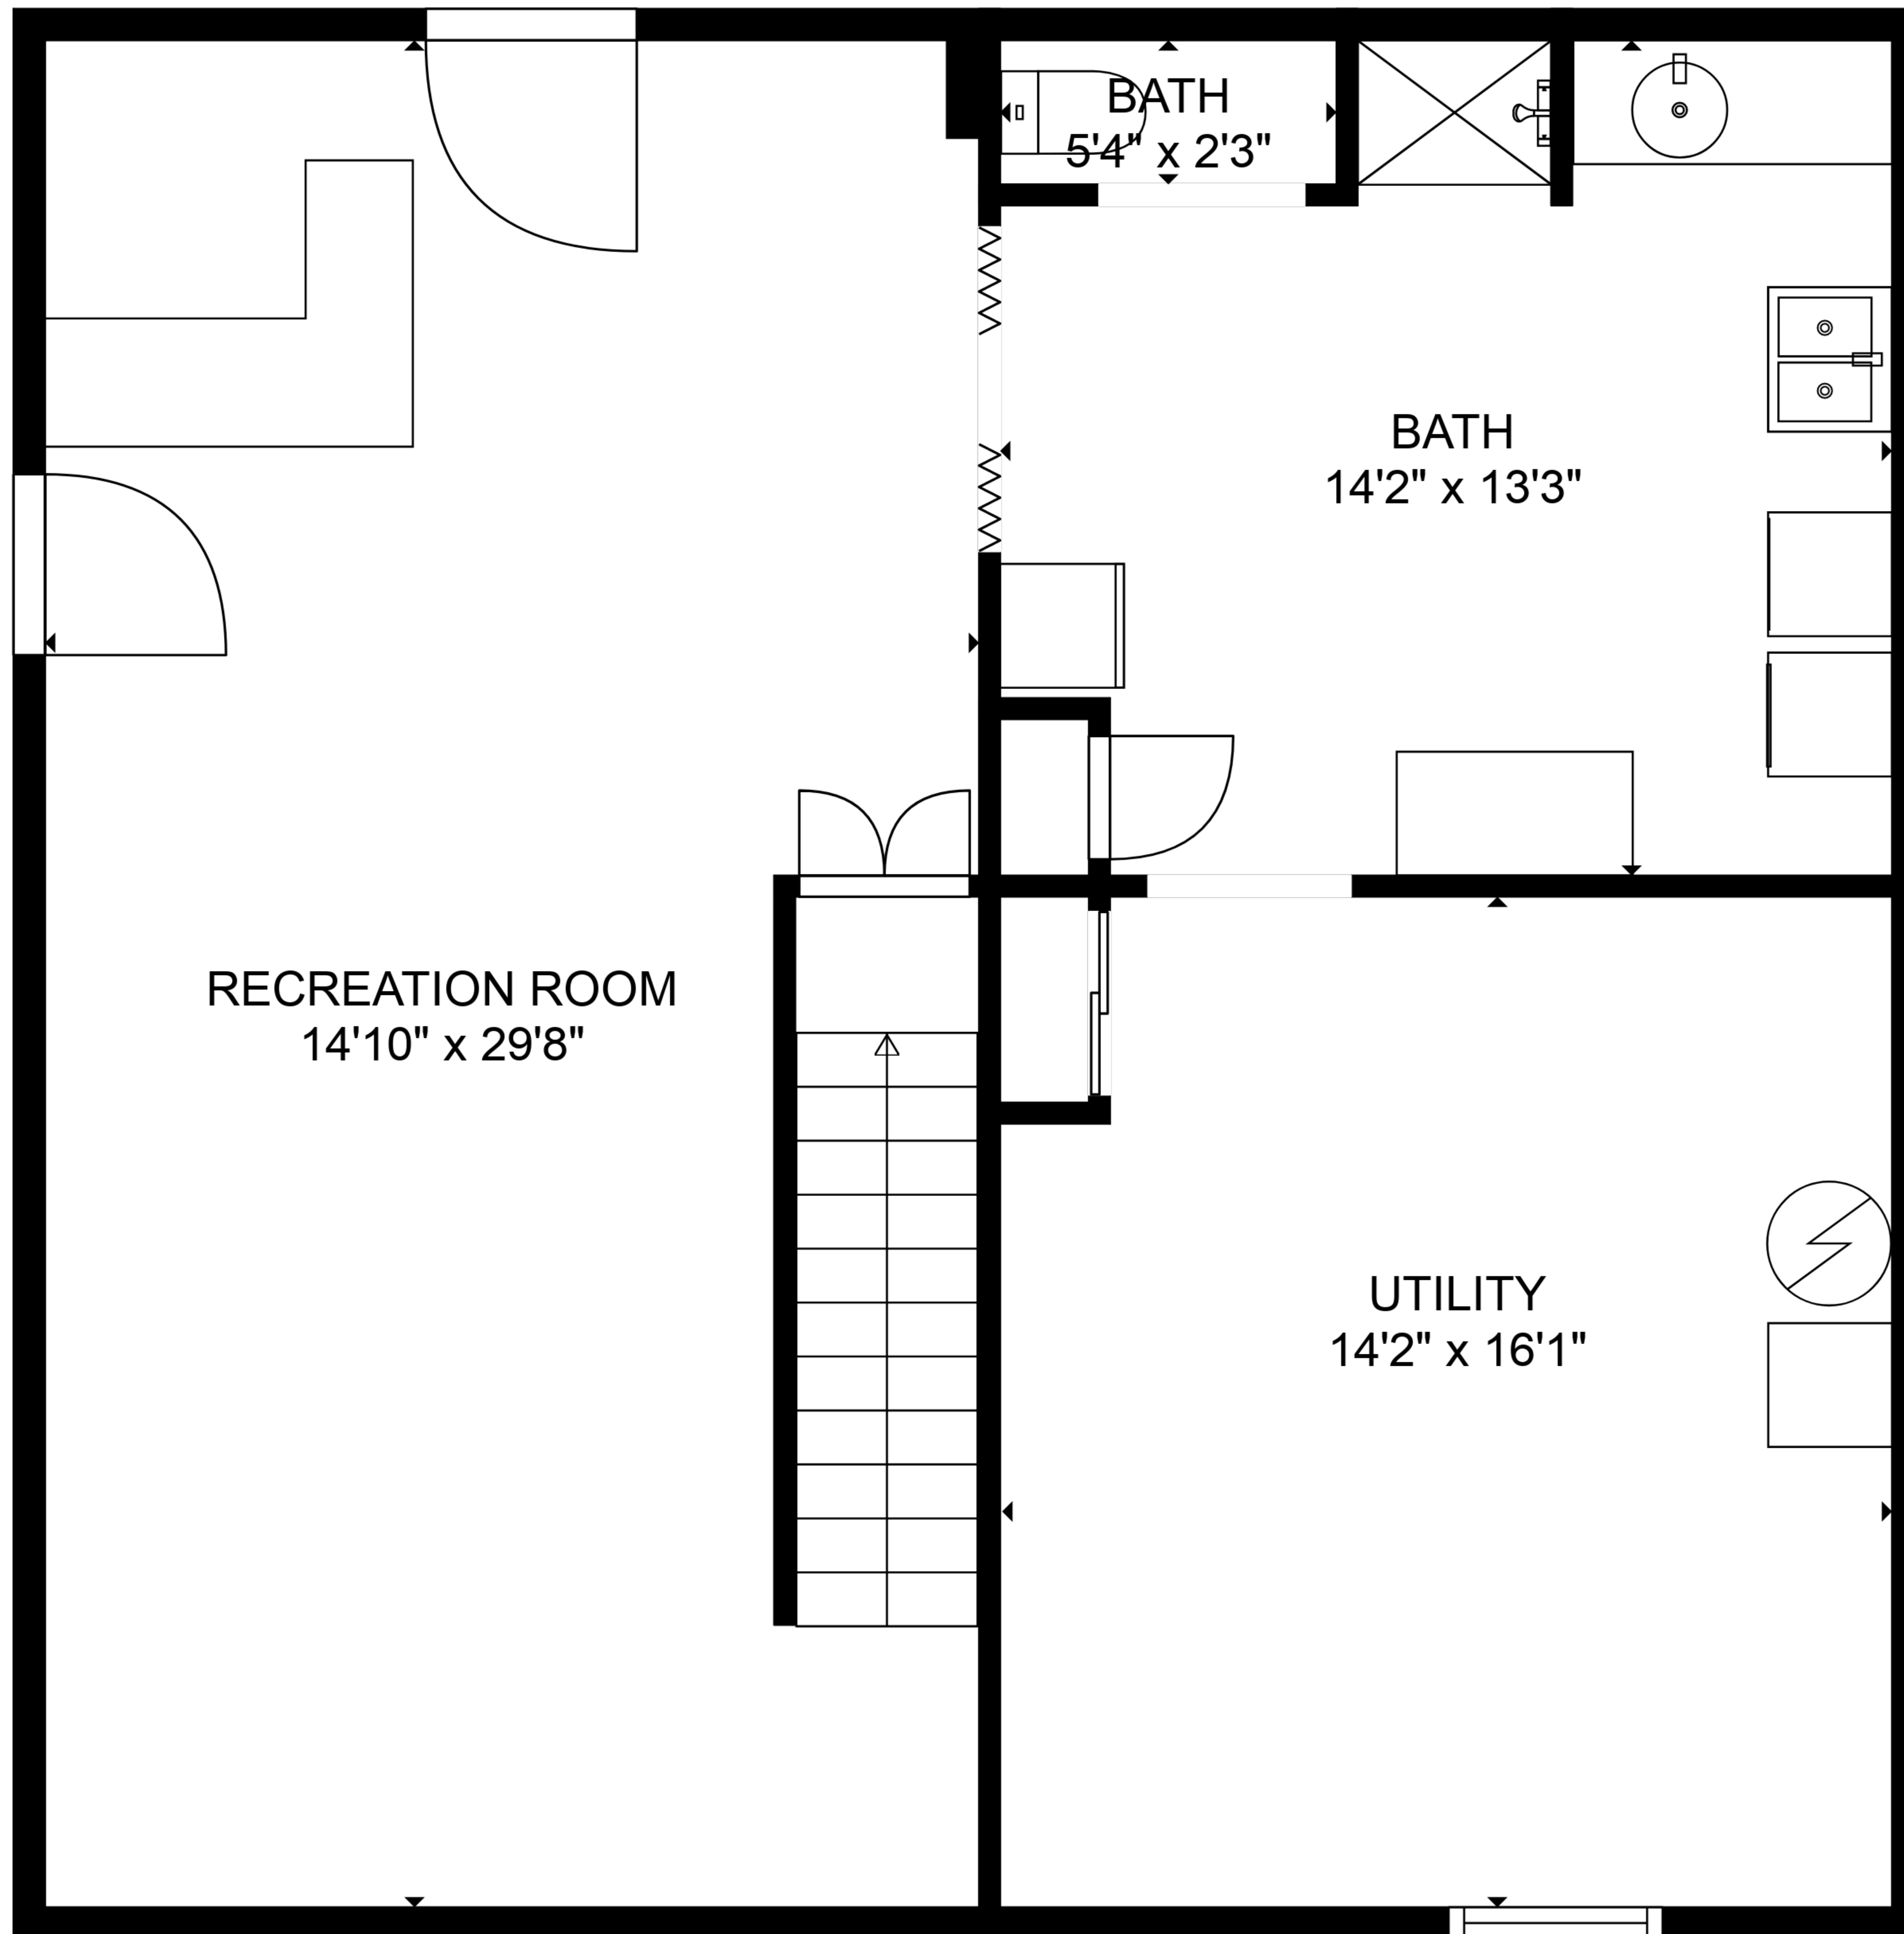 BATH
5'4" x 2'3"
BATH
14'2" x 13'3"
RECREATION ROOM
14'10" x 29'8"
UTILITY
14'2" x 16'1"